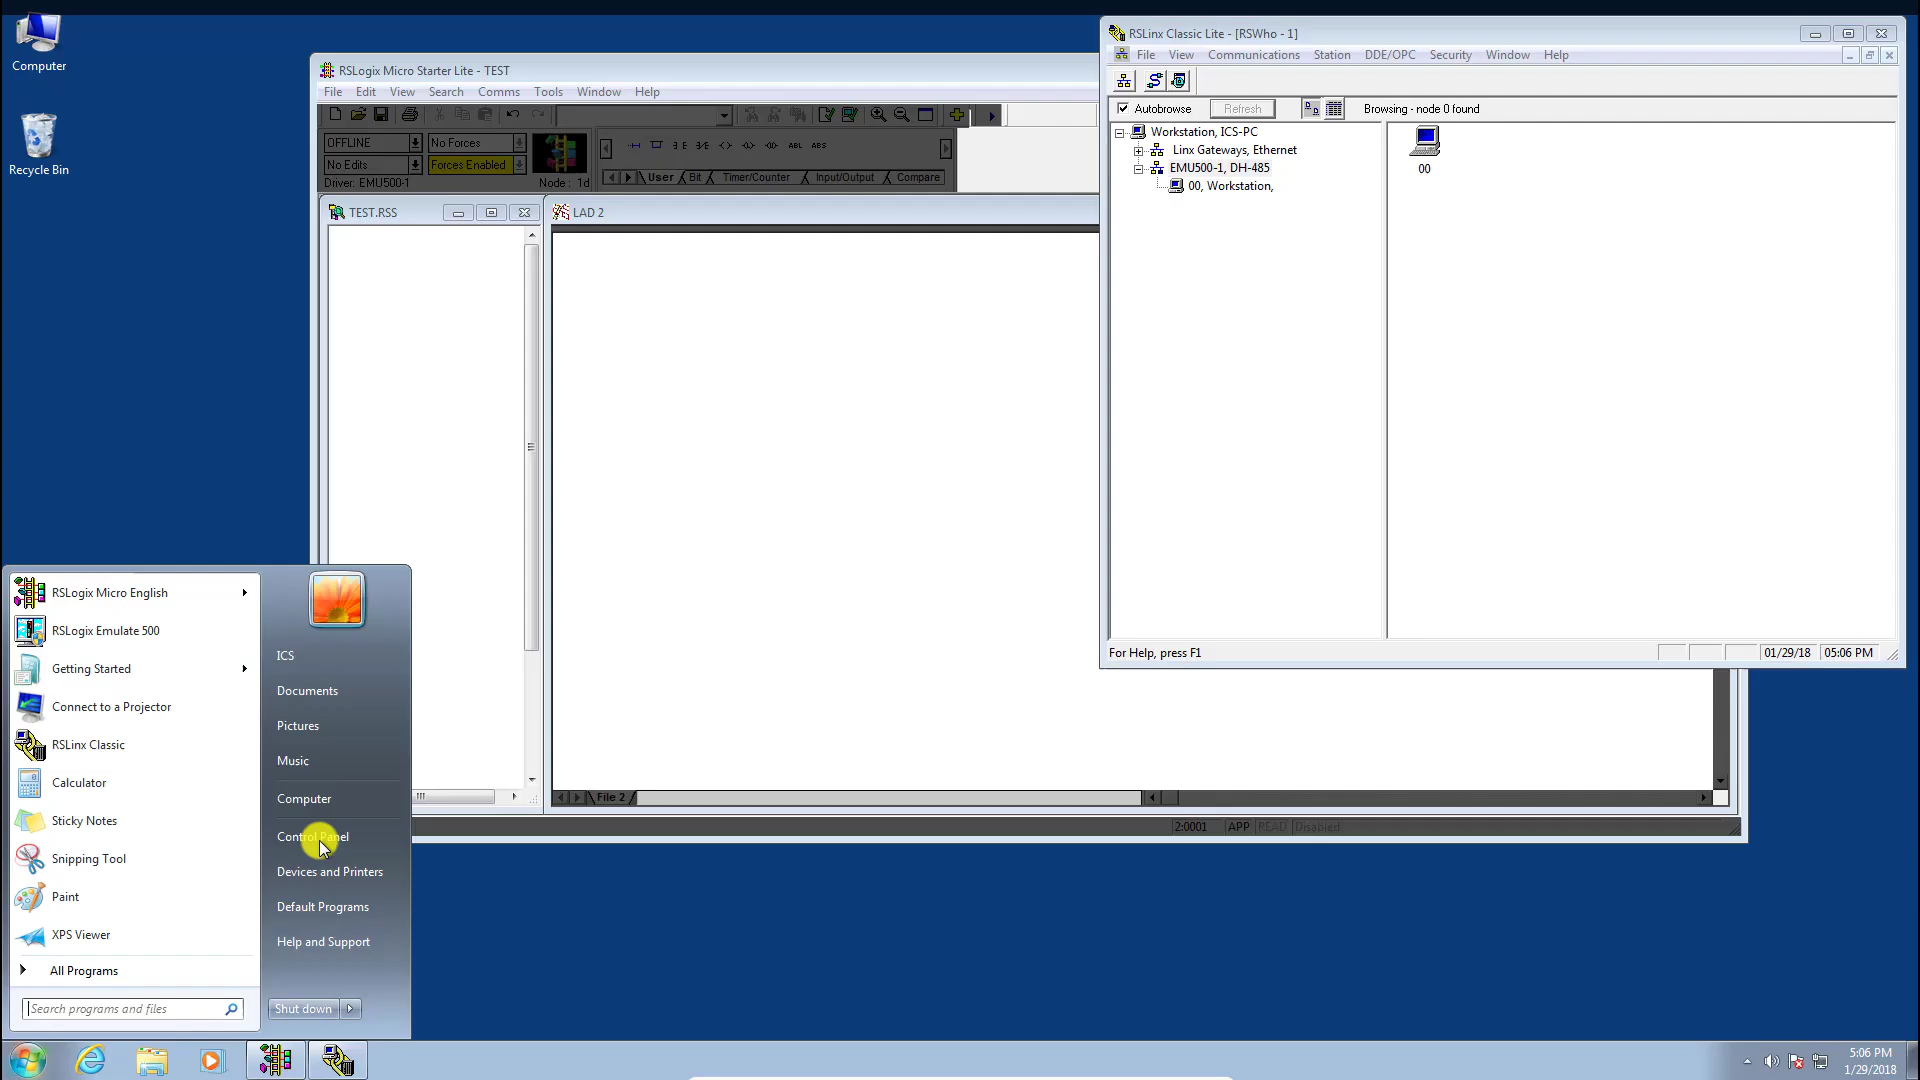 Computer
Recycle Bin
RSLogix Micro Starter Lite - TEST
File Edit View Search Comms Tools Window Help
OFFLINE No Forces
No Edits Forces Enabled
Driver: EMU500-1 Node : 1d
ABL ABS
User Bit Timer/Counter Input/Output Compare
TEST.RSS
LAD 2
File 2
2:0001 APP READ Disabled
RSLinx Classic Lite - [RSWho - 1]
File View Communications Station DDE/OPC Security Window Help
Autobrowse Refresh Browsing - node 0 found
Workstation, ICS-PC
Linx Gateways, Ethernet
EMU500-1, DH-485
00, Workstation,
00
For Help, press F1
01/29/18 05:06 PM
RSLogix Micro English
RSLogix Emulate 500
Getting Started
Connect to a Projector
RSLinx Classic
Calculator
Sticky Notes
Snipping Tool
Paint
XPS Viewer
All Programs
Search programs and files
ICS
Documents
Pictures
Music
Computer
Control Panel
Devices and Printers
Default Programs
Help and Support
Shut down
5:06 PM
1/29/2018